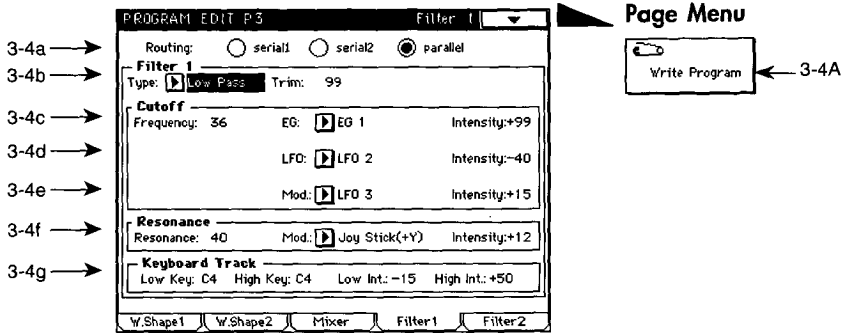 PROGRAM EDIT P3 Filter 1
Page Menu
3-4a Routing: serial1 serial2 parallel
Write Program 3-4A
Filter 1
3-4b Type: Low Pass Trim: 99
Cutoff
3-4c Frequency: 36 EG: EG 1 Intensity:+99
3-4d LFO: LFO 2 Intensity:-40
3-4e Mod.: LFO 3 Intensity:+15
Resonance
3-4f Resonance: 40 Mod.: Joy Stick(+Y) Intensity:+12
Keyboard Track
3-4g Low Key: C4 High Key: C4 Low Int.:-15 High Int.:+50
W.Shape1 W.Shape2 Mixer Filter1 Filter2